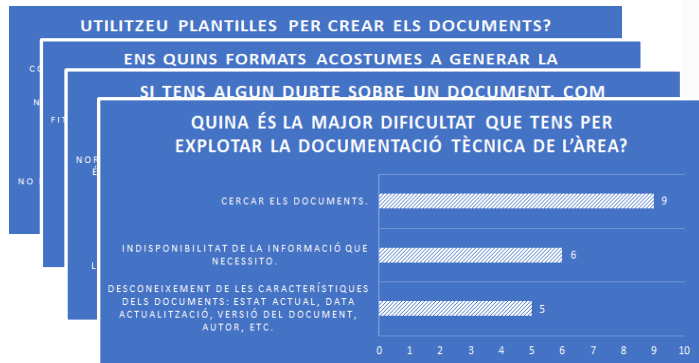 UTILITZEU PLANTILLES PER CREAR ELS DOCUMENTS?
ENS QUINS FORMATS ACOSTUMES A GENERAR LA
SI TENS ALGUN DUBTE SOBRE UN DOCUMENT, COM
QUINA ÉS LA MAJOR DIFICULTAT QUE TENS PER
EXPLOTAR LA DOCUMENTACIÓ TÈCNICA DE L'ÀREA?
CERCAR ELS DOCUMENTS.
9
INDISPONIBILITAT DE LA INFORMACIÓ QUE
NECESSITO.
6
DESCONEIXEMENT DE LES CARACTERÍSTIQUES
DELS DOCUMENTS: ESTAT ACTUAL, DATA
ACTUALITZACIÓ, VERSIÓ DEL DOCUMENT,
AUTOR, ETC.
5
0 1 2 3 4 5 6 7 8 9 10